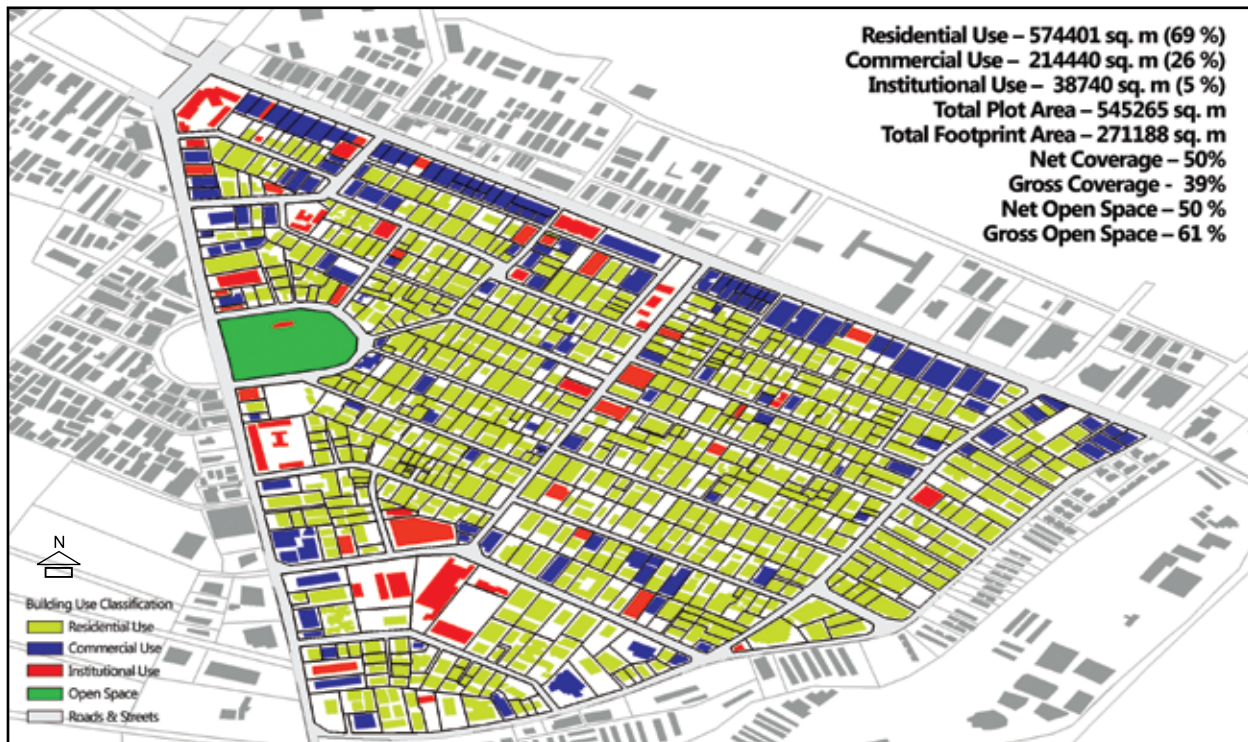 Residential Use – 574401 sq. m (69 %)
Commercial Use – 214440 sq. m (26 %)
Institutional Use – 38740 sq. m (5 %)
Total Plot Area – 545265 sq. m
Total Footprint Area – 271188 sq. m
Net Coverage – 50%
Gross Coverage - 39%
Net Open Space – 50 %
Gross Open Space – 61 %
N
Building Use Classification
Residential Use
Commercial Use
Institutional Use
Open Space
Roads & Streets